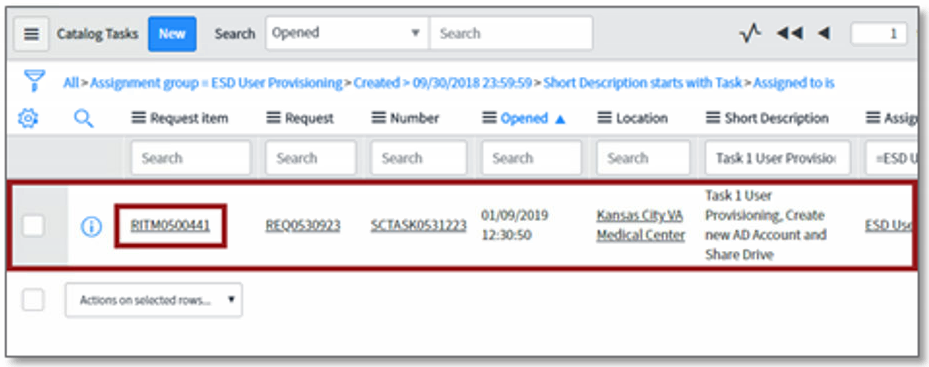 Catalog Tasks New Search Opened Search 1
All > Assignment group = ESD User Provisioning > Created > 09/30/2018 23:59:59 > Short Description starts with Task > Assigned to is
Request item Request Number Opened Location Short Description Assig
Search Search Search Search Search Task 1 User Provisio =ESD U
RITM0500441 REQ0530923 SCTASK0531223 01/09/2019 12:30:50 Kansas City VA Medical Center Task 1 User Provisioning, Create new AD Account and Share Drive ESD Use
Actions on selected rows...